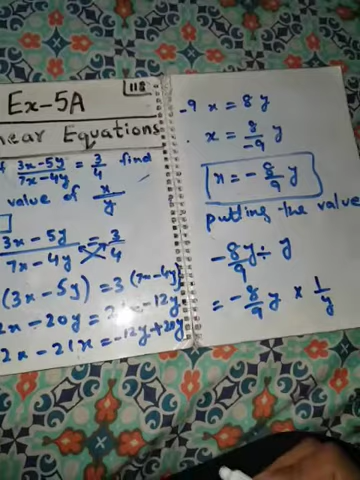 Ex-5A
118
near Equations
3x-5y/7x-4y = 3/4 find
value of x/y
3x-5y/7x-4y = 3/4
(3x-5y) = 3(7x-4y)
2x-20y = 21x-12y
2x-21x = -12y+20y
-9x = 8y
x = 8/-9 y
x = -8/9 y
putting the value
-8/9 y ÷ y
= -8/9 y × 1/y